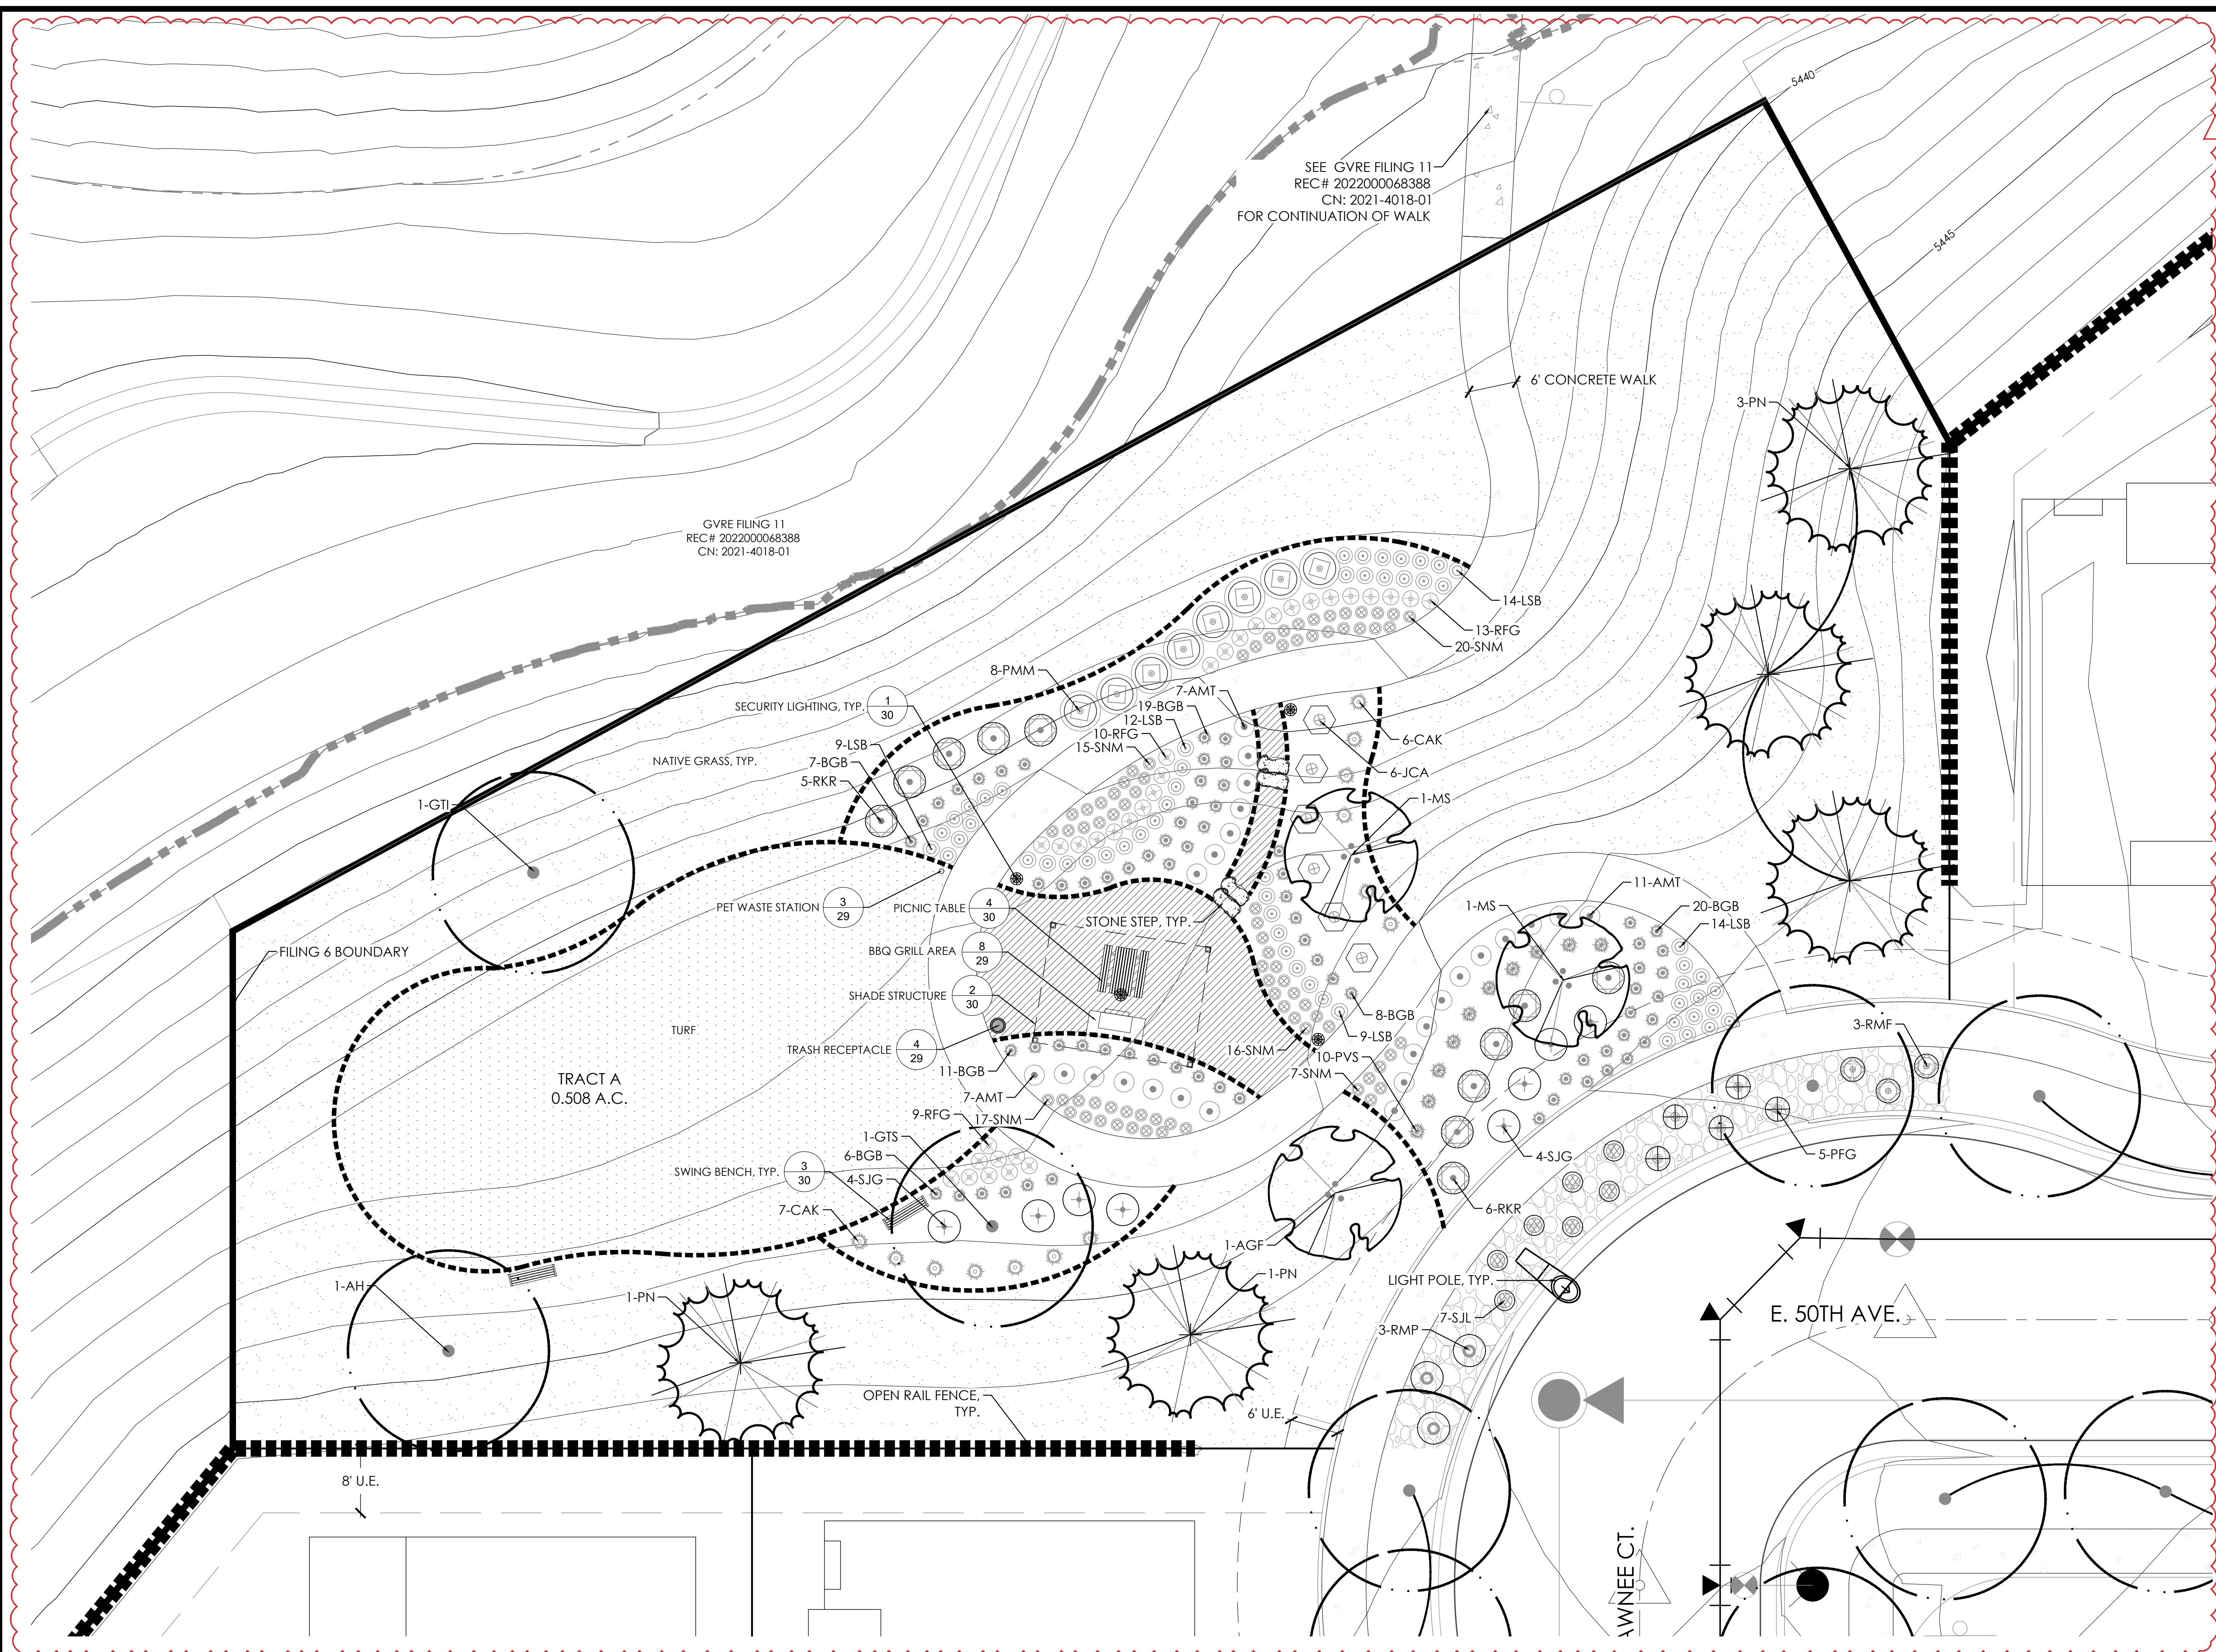 5440
SEE GVRE FILING 11
REC# 2022000068388
CN: 2021-4018-01
FOR CONTINUATION OF WALK
5445
6' CONCRETE WALK
3-PN
GVRE FILING 11
REC# 2022000068388
CN: 2021-4018-01
14-LSB
13-RFG
20-SNM
8-PMM
7-AMT
19-BGB
12-LSB
10-RFG
15-SNM
SECURITY LIGHTING, TYP.
1
30
9-LSB
7-BGB
5-RKR
NATIVE GRASS, TYP.
6-CAK
6-JCA
1-MS
1-GTI
11-AMT
20-BGB
14-LSB
1-MS
PET WASTE STATION
3
29
PICNIC TABLE
4
30
STONE STEP, TYP.
FILING 6 BOUNDARY
BBQ GRILL AREA
8
29
SHADE STRUCTURE
2
30
TURF
TRASH RECEPTACLE
4
29
8-BGB
9-LSB
16-SNM
10-PVS
7-SNM
3-RMF
11-BGB
TRACT A
0.508 A.C.
7-AMT
9-RFG
17-SNM
1-GTS
6-BGB
4-SJG
SWING BENCH, TYP.
3
30
7-CAK
5-PFG
4-SJG
6-RKR
1-AGF
1-PN
LIGHT POLE, TYP.
1-AH
1-PN
7-SJL
3-RMP
E. 50TH AVE.
OPEN RAIL FENCE,
TYP.
6' U.E.
8' U.E.
AWNEE CT.